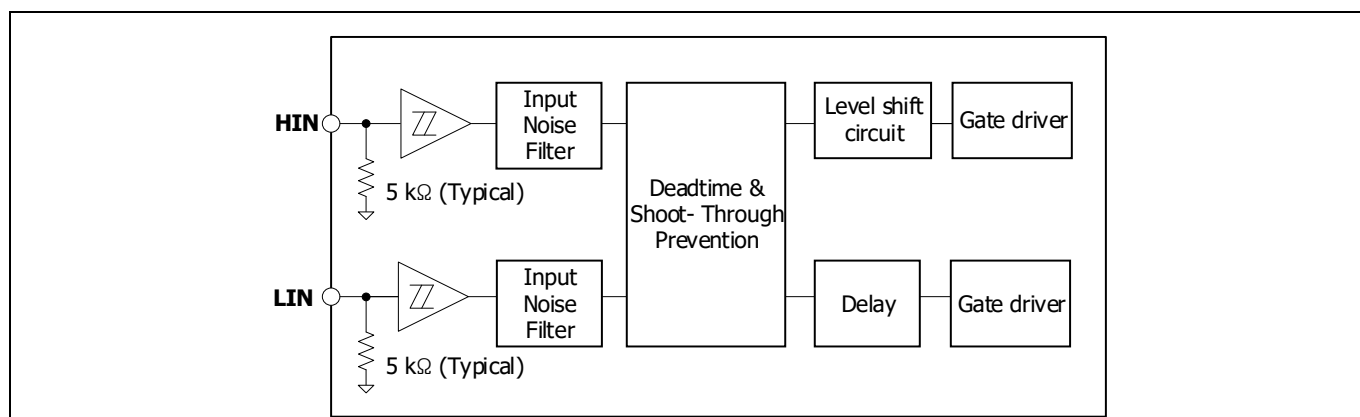 HIN
Input
Noise
Filter
5 kΩ (Typical)
Deadtime &
Shoot- Through
Prevention
Level shift
circuit
Gate driver
LIN
Input
Noise
Filter
5 kΩ (Typical)
Delay
Gate driver